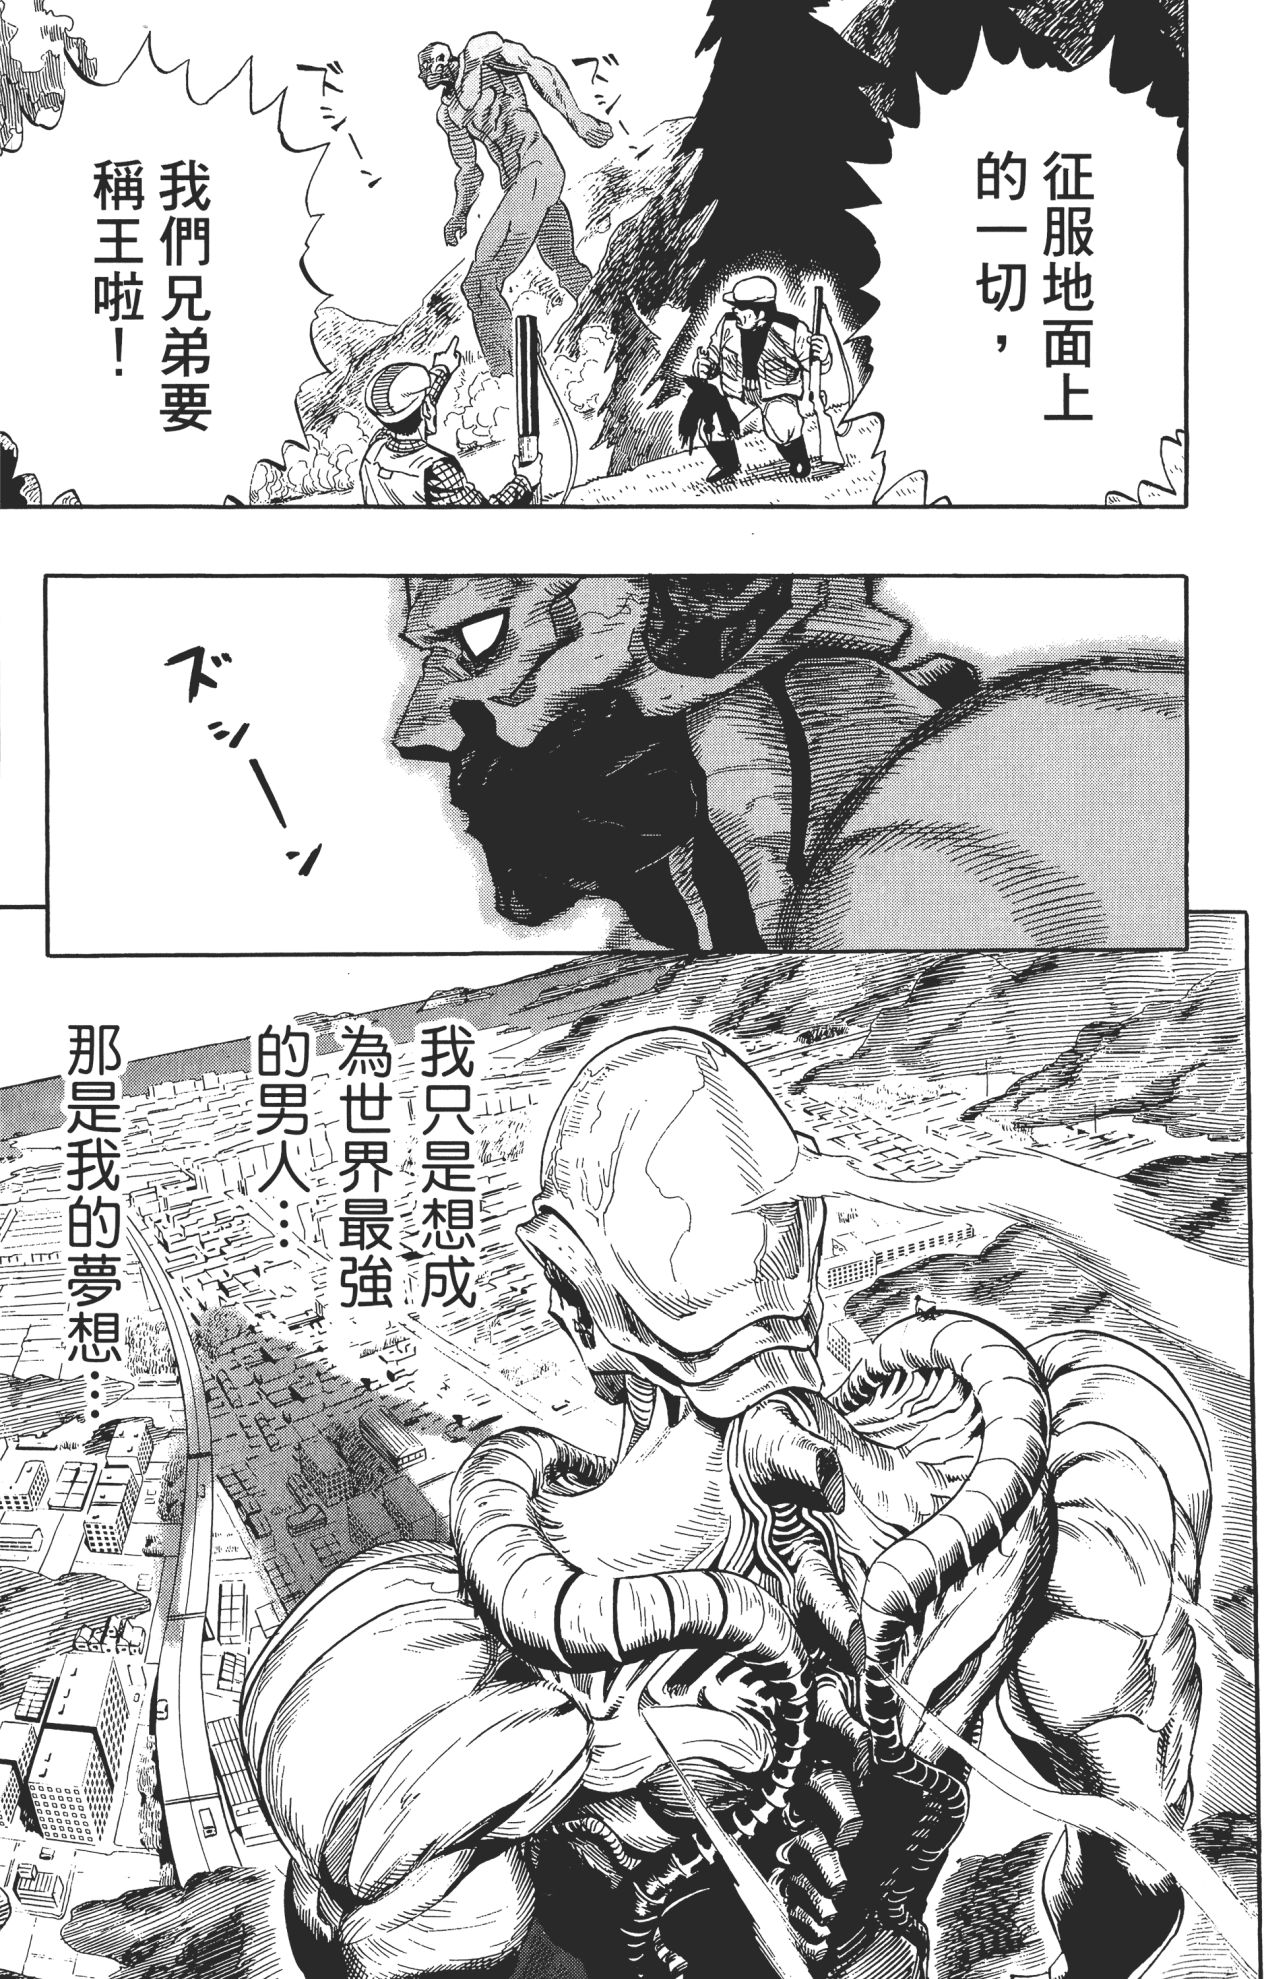 征服地面上
的一切，
ズシーン
ズシーン
我們兄弟要
稱王啦！
ズシーン
我只是想成
為世界最強
的男人…
那是我的夢想…